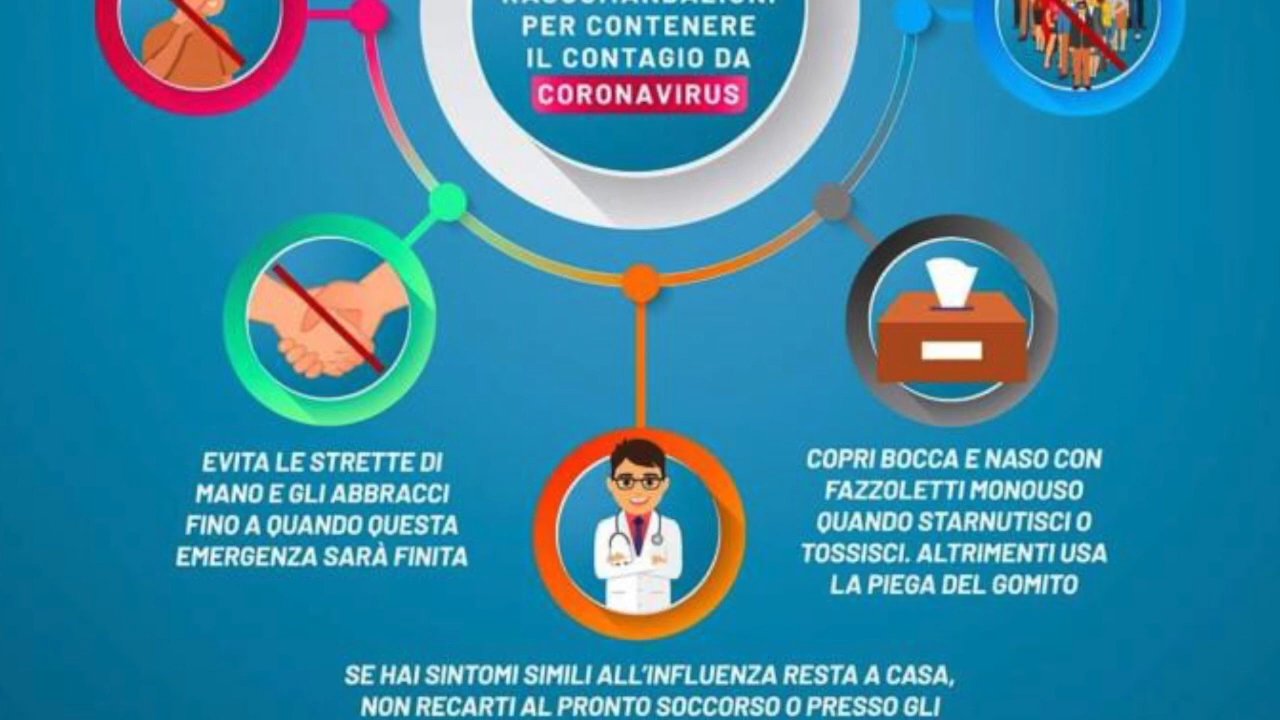 RACCOMANDAZIONI
PER CONTENERE
IL CONTAGIO DA
CORONAVIRUS
EVITA LE STRETTE DI
MANO E GLI ABBRACCI
FINO A QUANDO QUESTA
EMERGENZA SARÀ FINITA
COPRI BOCCA E NASO CON
FAZZOLETTI MONOUSO
QUANDO STARNUTISCI O
TOSSISCI. ALTRIMENTI USA
LA PIEGA DEL GOMITO
SE HAI SINTOMI SIMILI ALL'INFLUENZA RESTA A CASA,
NON RECARTI AL PRONTO SOCCORSO O PRESSO GLI